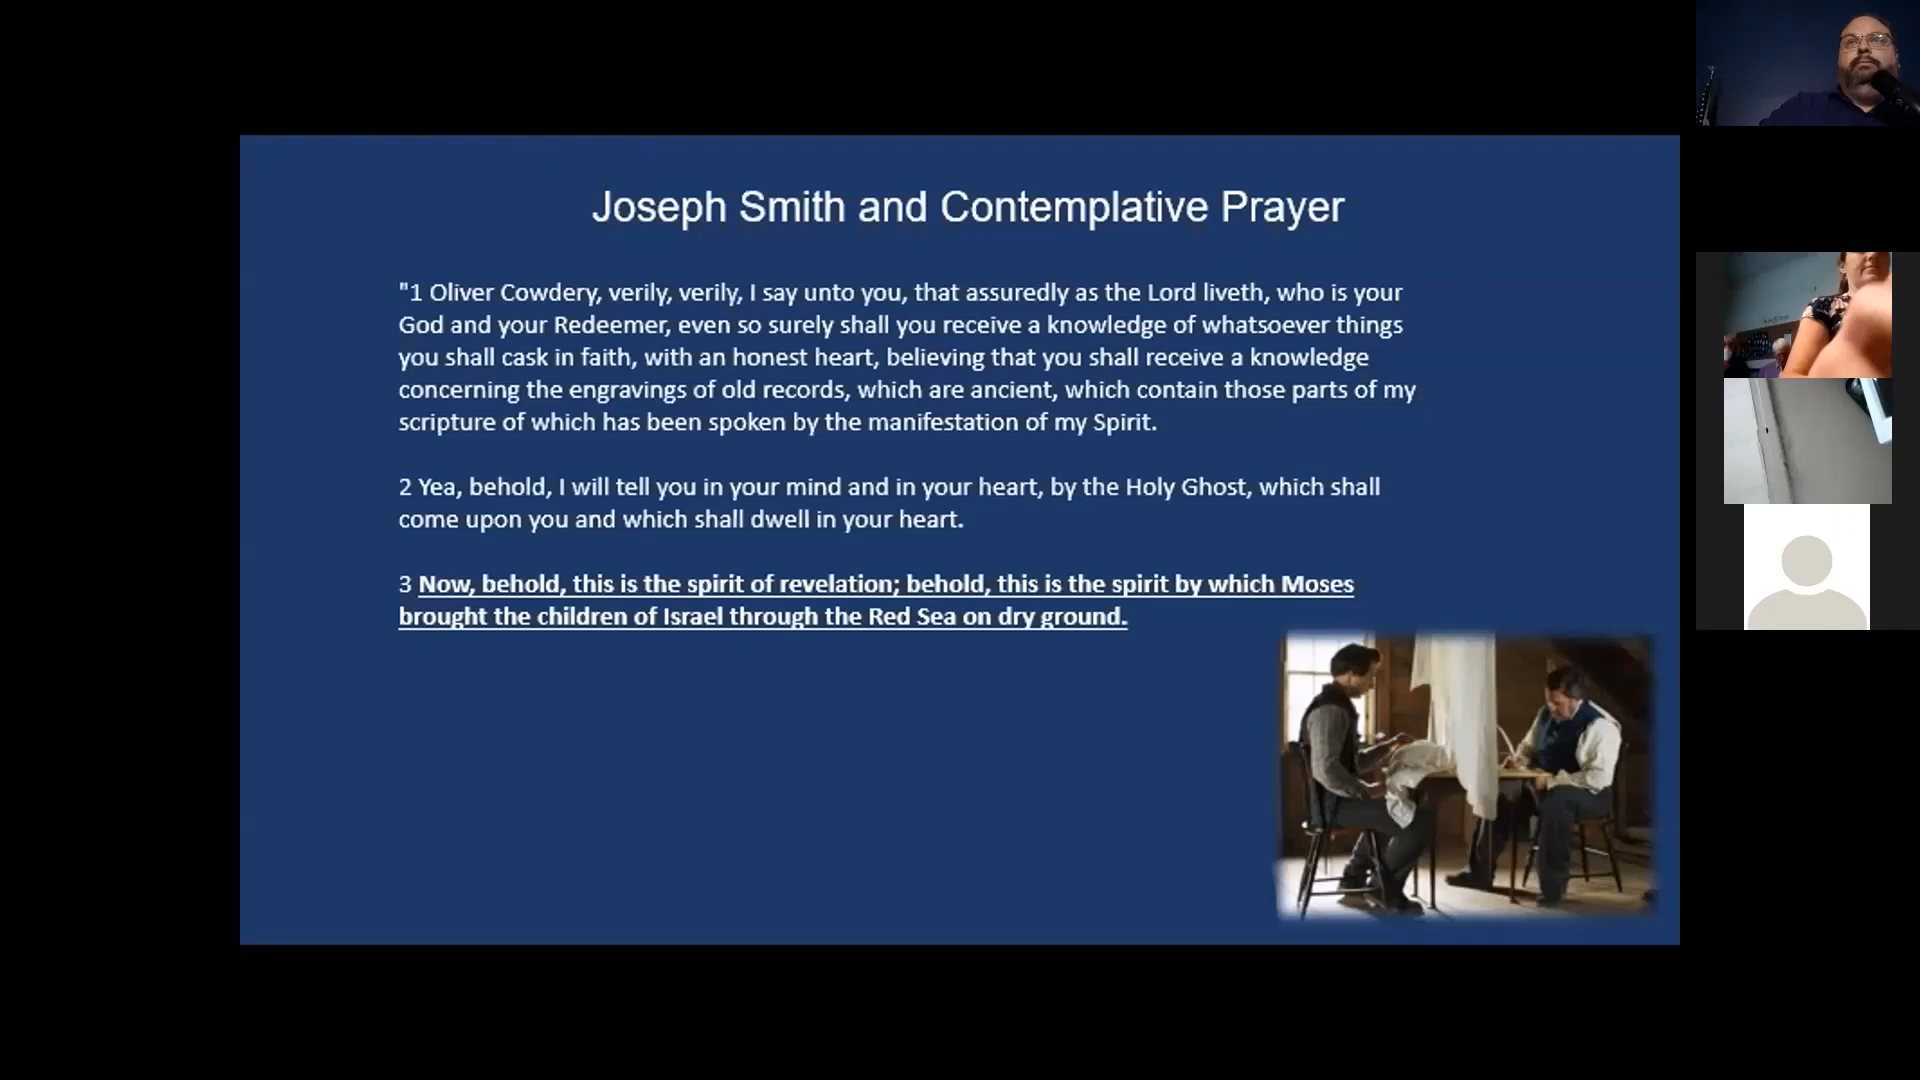 Joseph Smith and Contemplative Prayer
"1 Oliver Cowdery, verily, verily, I say unto you, that assuredly as the Lord liveth, who is your
God and your Redeemer, even so surely shall you receive a knowledge of whatsoever things
you shall cask in faith, with an honest heart, believing that you shall receive a knowledge
concerning the engravings of old records, which are ancient, which contain those parts of my
scripture of which has been spoken by the manifestation of my Spirit.
2 Yea, behold, I will tell you in your mind and in your heart, by the Holy Ghost, which shall
come upon you and which shall dwell in your heart.
3 Now, behold, this is the spirit of revelation; behold, this is the spirit by which Moses
brought the children of Israel through the Red Sea on dry ground.